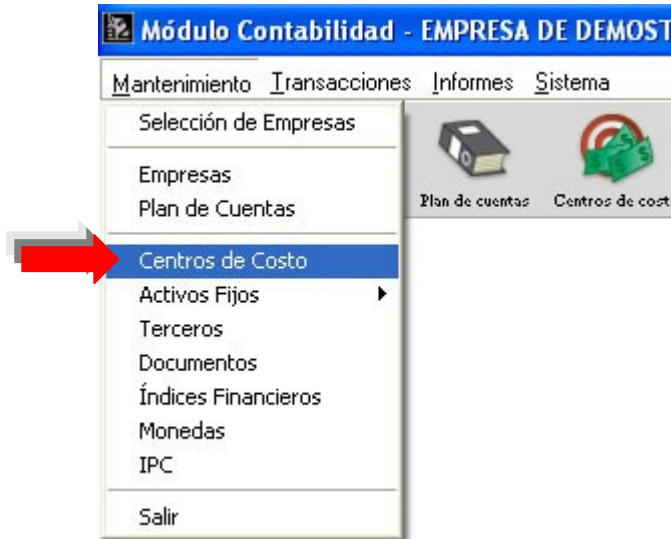 Módulo Contabilidad - EMPRESA DE DEMOST
Mantenimiento Transacciones Informes Sistema
Selección de Empresas
Empresas
Plan de Cuentas
Centros de Costo
Activos Fijos
Terceros
Documentos
Índices Financieros
Monedas
IPC
Salir
Plan de cuentas Centros de cost